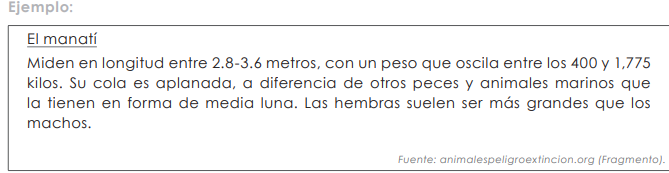 Ejemplo:
El manatí
Miden en longitud entre 2.8-3.6 metros, con un peso que oscila entre los 400 y 1,775
kilos. Su cola es aplanada, a diferencia de otros peces y animales marinos que
la tienen en forma de media luna. Las hembras suelen ser más grandes que los
machos.
Fuente: animalespeligroextincion.org (Fragmento).